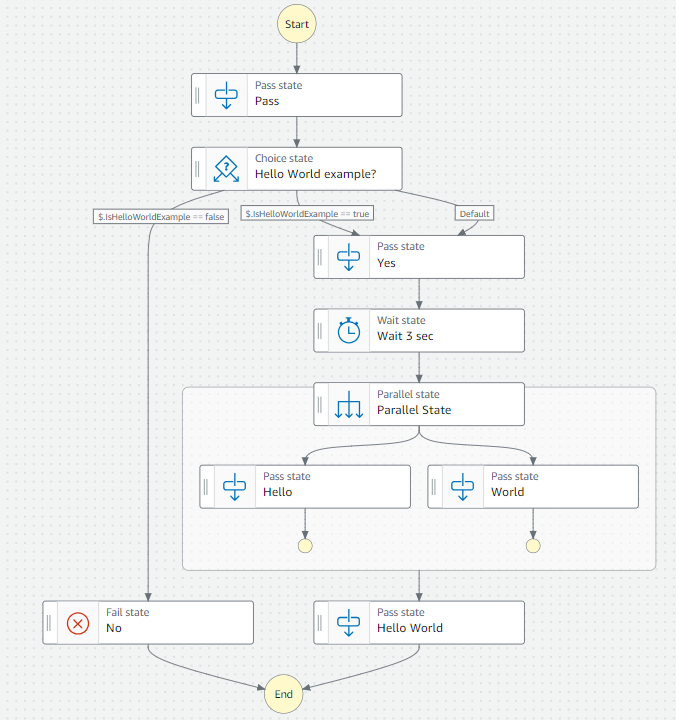 Start
Pass state
Pass
Choice state
Hello World example?
$.IsHelloWorldExample == false
$.IsHelloWorldExample == true
Default
Pass state
Yes
Wait state
Wait 3 sec
Parallel state
Parallel State
Pass state
Hello
Pass state
World
Fail state
No
Pass state
Hello World
End